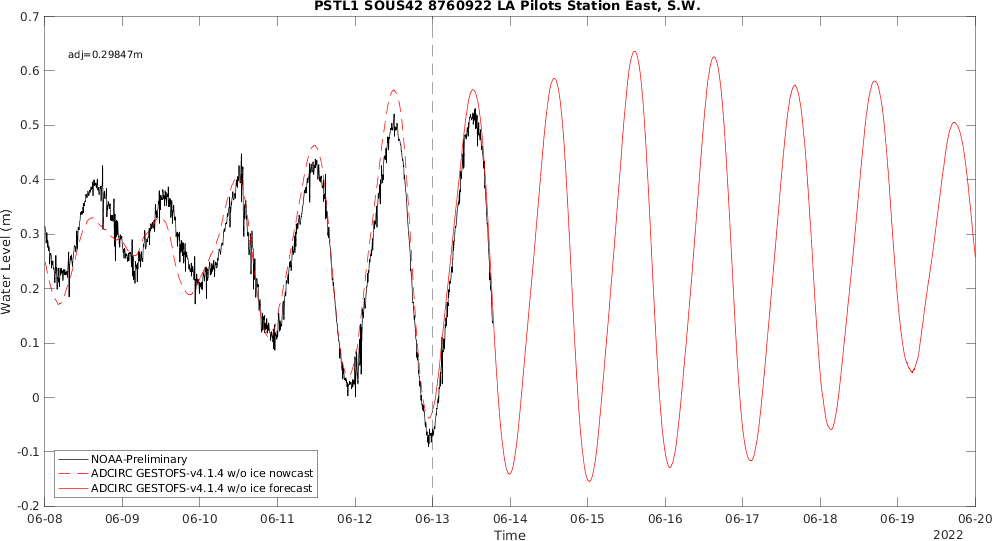 PSTL1 SOUS42 8760922 LA Pilots Station East, S.W.
adj=0.29847m
0.7
0.6
0.5
0.4
0.3
0.2
0.1
0
-0.1
-0.2
Water Level (m)
NOAA-Preliminary
ADCIRC GESTOFS-v4.1.4 w/o ice nowcast
ADCIRC GESTOFS-v4.1.4 w/o ice forecast
06-08 06-09 06-10 06-11 06-12 06-13 06-14 06-15 06-16 06-17 06-18 06-19 06-20
Time
2022